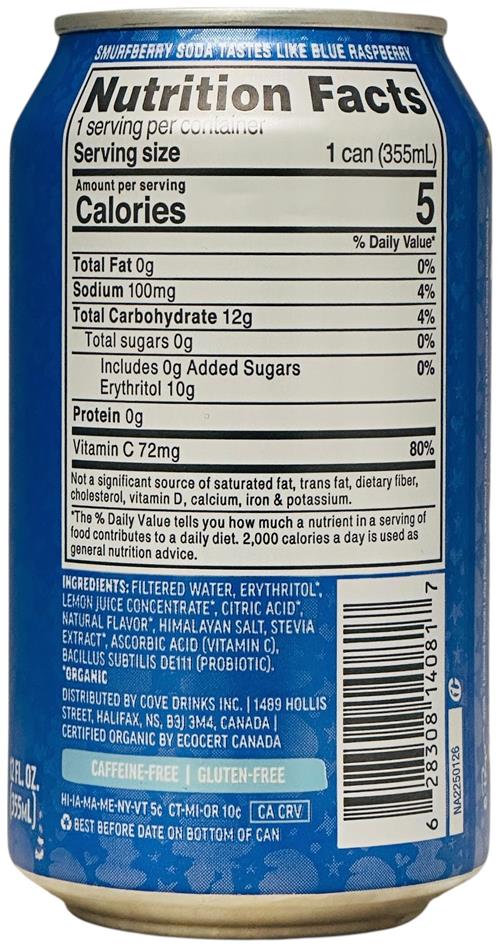 SMURFBERRY SODA TASTES LIKE BLUE RASPBERRY
Nutrition Facts
1 serving per container
Serving size 1 can (355mL)
Amount per serving
Calories 5
% Daily Value*
Total Fat 0g 0%
Sodium 100mg 4%
Total Carbohydrate 12g 4%
Total sugars 0g 0%
Includes 0g Added Sugars 0%
Erythritol 10g
Protein 0g
Vitamin C 72mg 80%
Not a significant source of saturated fat, trans fat, dietary fiber,
cholesterol, vitamin D, calcium, iron & potassium.
*The % Daily Value tells you how much a nutrient in a serving of
food contributes to a daily diet. 2,000 calories a day is used as
general nutrition advice.
INGREDIENTS: FILTERED WATER, ERYTHRITOL*,
LEMON JUICE CONCENTRATE*, CITRIC ACID*,
NATURAL FLAVOR*, HIMALAYAN SALT, STEVIA
EXTRACT*, ASCORBIC ACID (VITAMIN C),
BACILLUS SUBTILIS DE111 (PROBIOTIC).
*ORGANIC
DISTRIBUTED BY COVE DRINKS INC. | 1489 HOLLIS
STREET, HALIFAX, NS, B3J 3M4, CANADA |
CERTIFIED ORGANIC BY ECOCERT CANADA
CAFFEINE-FREE | GLUTEN-FREE
HI-IA-MA-ME-NY-VT 5¢ CT-MI-OR 10¢ CA CRV
BEST BEFORE DATE ON BOTTOM OF CAN
12 FL. OZ.
(355mL)
6 28308 14081 7
NA2250126